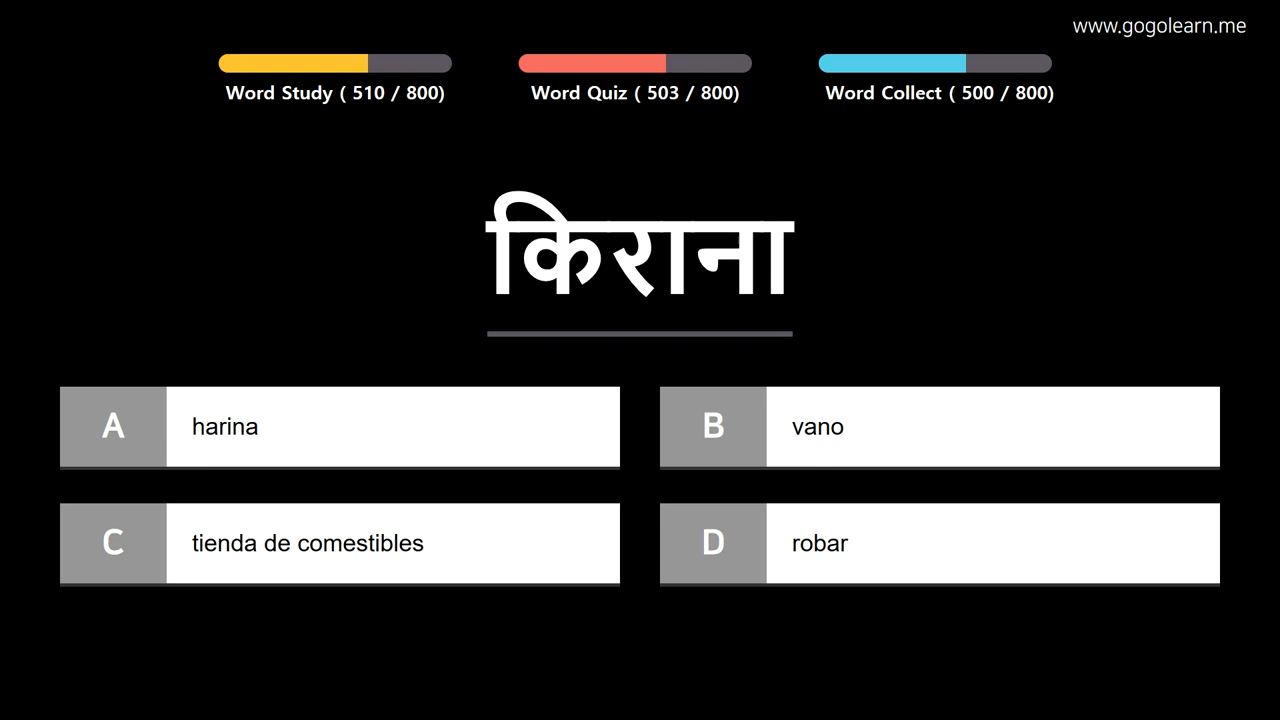 www.gogolearn.me
Word Study ( 510 / 800)
Word Quiz ( 503 / 800)
Word Collect ( 500 / 800)
किराना
A harina
B vano
C tienda de comestibles
D robar